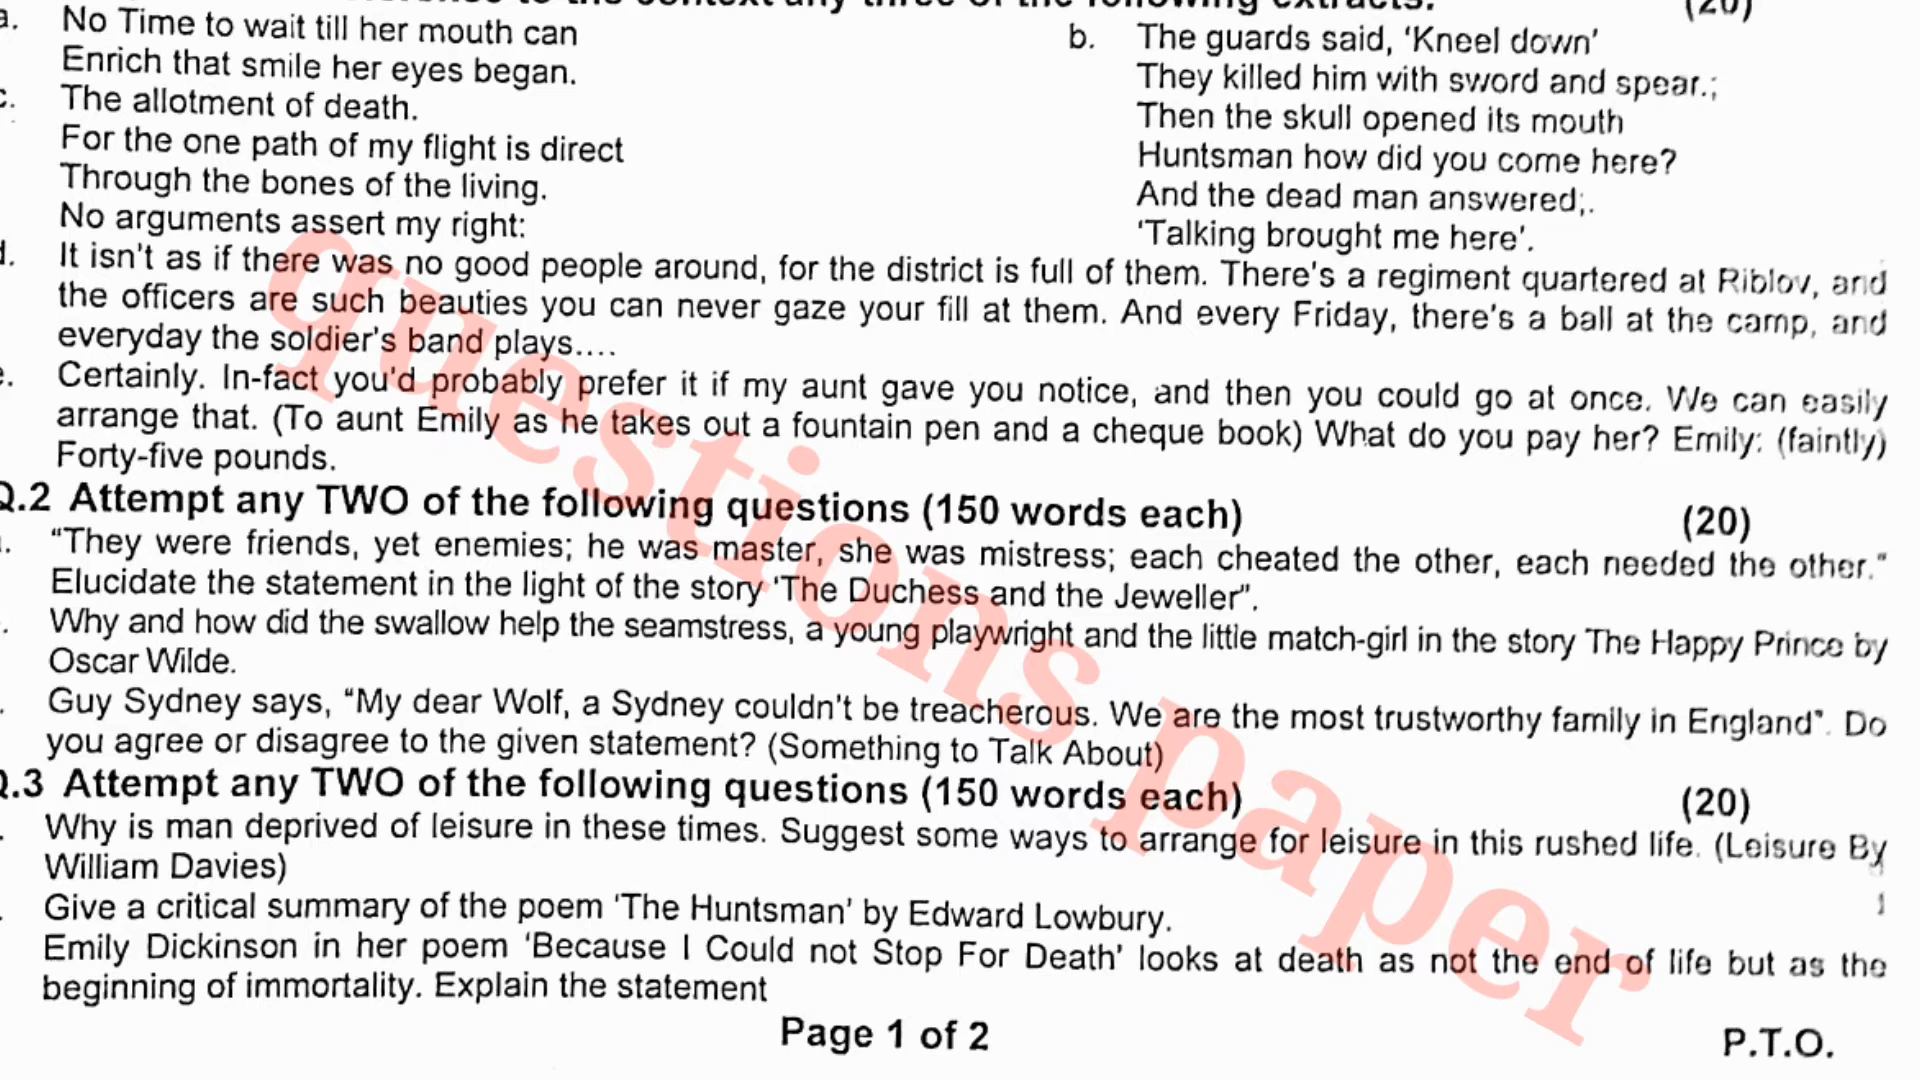 to the context any three of the following extracts. (20)
a. No Time to wait till her mouth can
Enrich that smile her eyes began.
b. The guards said, ‘Kneel down’
They killed him with sword and spear.;
Then the skull opened its mouth
Huntsman how did you come here?
And the dead man answered;.
‘Talking brought me here’.
c. The allotment of death.
For the one path of my flight is direct
Through the bones of the living.
No arguments assert my right:
d. It isn't as if there was no good people around, for the district is full of them. There's a regiment quartered at Riblov, and
the officers are such beauties you can never gaze your fill at them. And every Friday, there's a ball at the camp, and
everyday the soldier's band plays....
e. Certainly. In-fact you'd probably prefer it if my aunt gave you notice, and then you could go at once. We can easily
arrange that. (To aunt Emily as he takes out a fountain pen and a cheque book) What do you pay her? Emily: (faintly)
Forty-five pounds.
Q.2 Attempt any TWO of the following questions (150 words each) (20)
“They were friends, yet enemies; he was master, she was mistress; each cheated the other, each needed the other.“
Elucidate the statement in the light of the story 'The Duchess and the Jeweller”.
Why and how did the swallow help the seamstress, a young playwright and the little match-girl in the story The Happy Prince by
Oscar Wilde.
Guy Sydney says, “My dear Wolf, a Sydney couldn't be treacherous. We are the most trustworthy family in England”. Do
you agree or disagree to the given statement? (Something to Talk About)
Q.3 Attempt any TWO of the following questions (150 words each) (20)
Why is man deprived of leisure in these times. Suggest some ways to arrange for leisure in this rushed life. (Leisure By
William Davies)
Give a critical summary of the poem ‘The Huntsman’ by Edward Lowbury.
Emily Dickinson in her poem ‘Because I Could not Stop For Death’ looks at death as not the end of life but as the
beginning of immortality. Explain the statement
Page 1 of 2
P.T.O.
questions paper